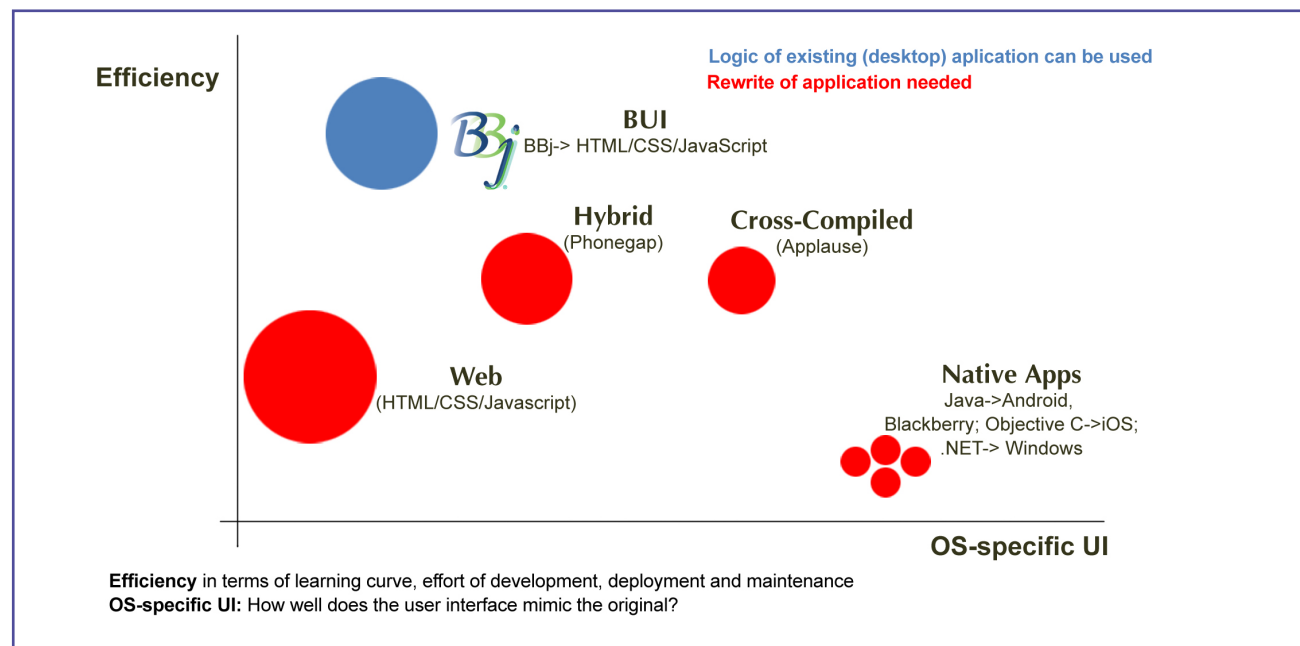 Efficiency
Logic of existing (desktop) aplication can be used
Rewrite of application needed
BBj
BUI
BBj-> HTML/CSS/JavaScript
Hybrid
(Phonegap)
Cross-Compiled
(Applause)
Web
(HTML/CSS/Javascript)
Native Apps
Java->Android,
Blackberry; Objective C->iOS;
.NET-> Windows
OS-specific UI
Efficiency in terms of learning curve, effort of development, deployment and maintenance
OS-specific UI: How well does the user interface mimic the original?